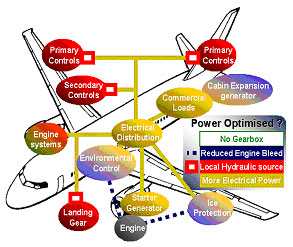 Primary
Controls
Primary
Controls
Secondary
Controls
Commercial
Loads
Cabin Expansion
generator
Power Optimised ?
No Gearbox
Reduced Engine Bleed
Local Hydraulic source
More Electrical Power
Engine
systems
Electrical
Distribution
Environmental
Control
Landing
Gear
Starter
Generator
Ice
Protection
Engine